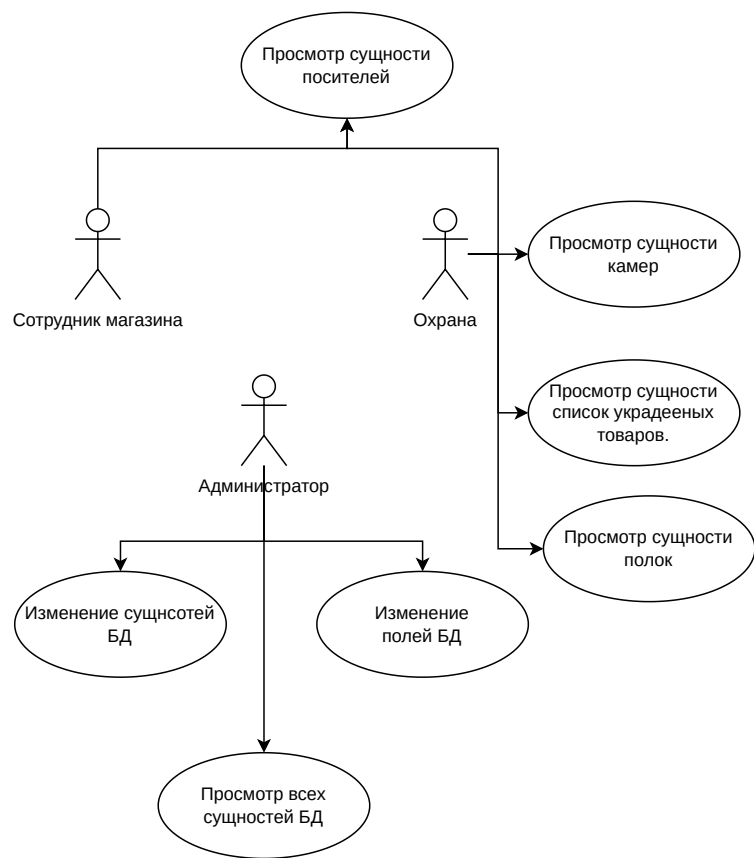 Просмотр сущности
посителей
Просмотр сущности
камер
Сотрудник магазина
Охрана
Просмотр сущности
список украдееных
товаров.
Администратор
Просмотр сущности
полок
Изменение сущнсотей
БД
Изменение
полей БД
Просмотр всех
сущностей БД